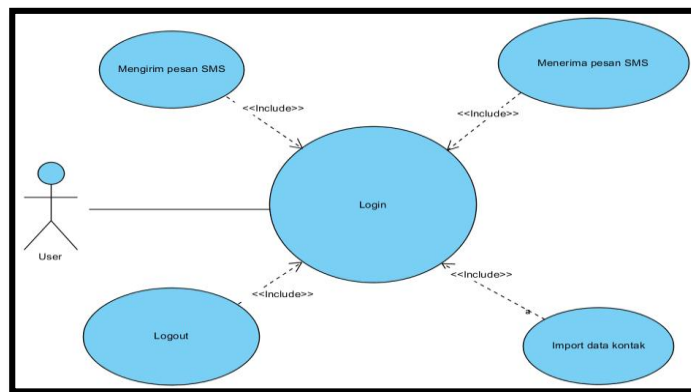 Mengirim pesan SMS
Menerima pesan SMS
<<Include>>
<<Include>>
Login
User
<<Include>>
<<Include>>
Logout
a
Import data kontak